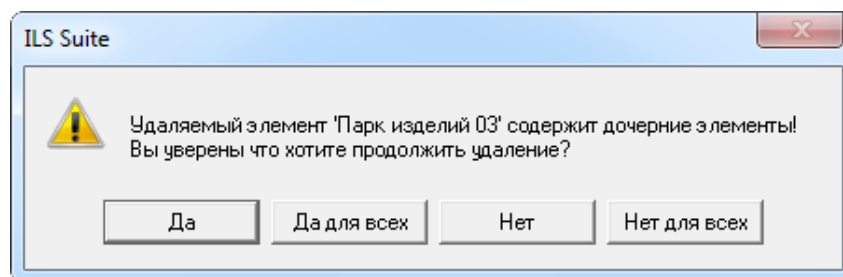 ILS Suite
Удаляемый элемент 'Парк изделий 03' содержит дочерние элементы!
Вы уверены что хотите продолжить удаление?
Да Да для всех Нет Нет для всех